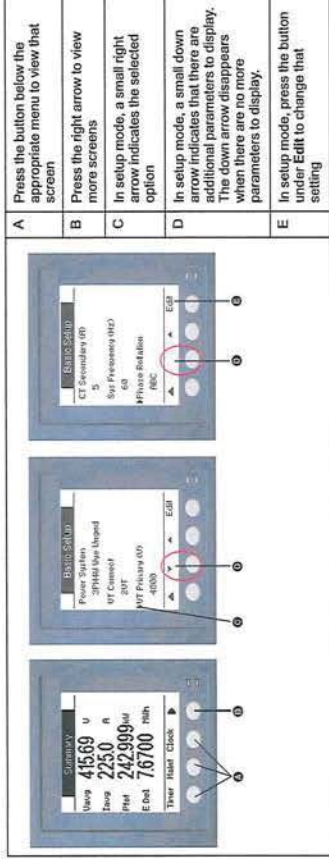 Summary
Vavg 415.69 V
Iavg 225.0 A
Ptot 242.999 kW
E Del 7.6700 MWh
Timer Maint Clock
A
B
Basic Setup
Power System
3PH4W Wye Ungnd
VT Connect
2VT
VT Primary (V)
4800
Edit
C
D
Basic Setup
CT Secondary (A)
5
Sys Frequency (Hz)
60
Phase Rotation
ABC
Edit
D
E
A Press the button below the
appropriate menu to view that
screen
B Press the right arrow to view
more screens
C In setup mode, a small right
arrow indicates the selected
option
D In setup mode, a small down
arrow indicates that there are
additional parameters to display.
The down arrow disappears
when there are no more
parameters to display.
E In setup mode, press the button
under Edit to change that
setting